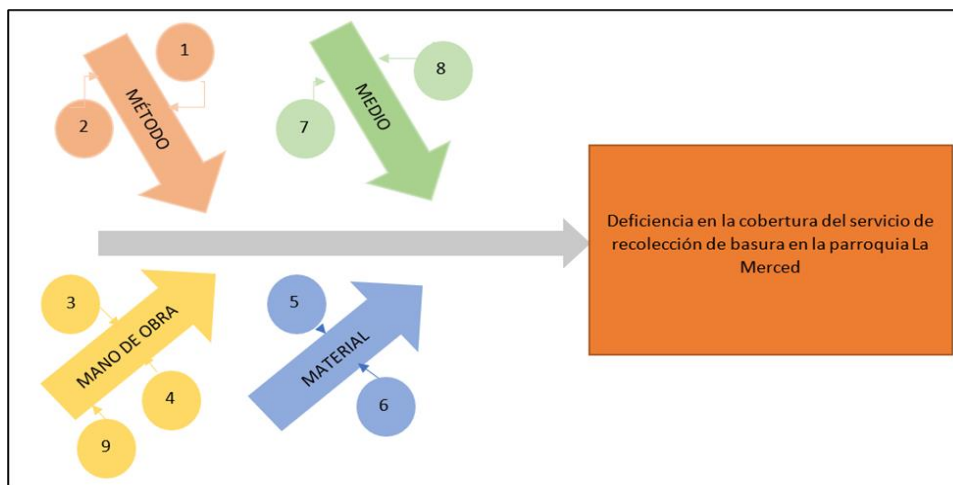 1
2
MÉTODO
7
8
MEDIO
Deficiencia en la cobertura del servicio de
recolección de basura en la parroquia La
Merced
3
4
9
MANO DE OBRA
5
6
MATERIAL